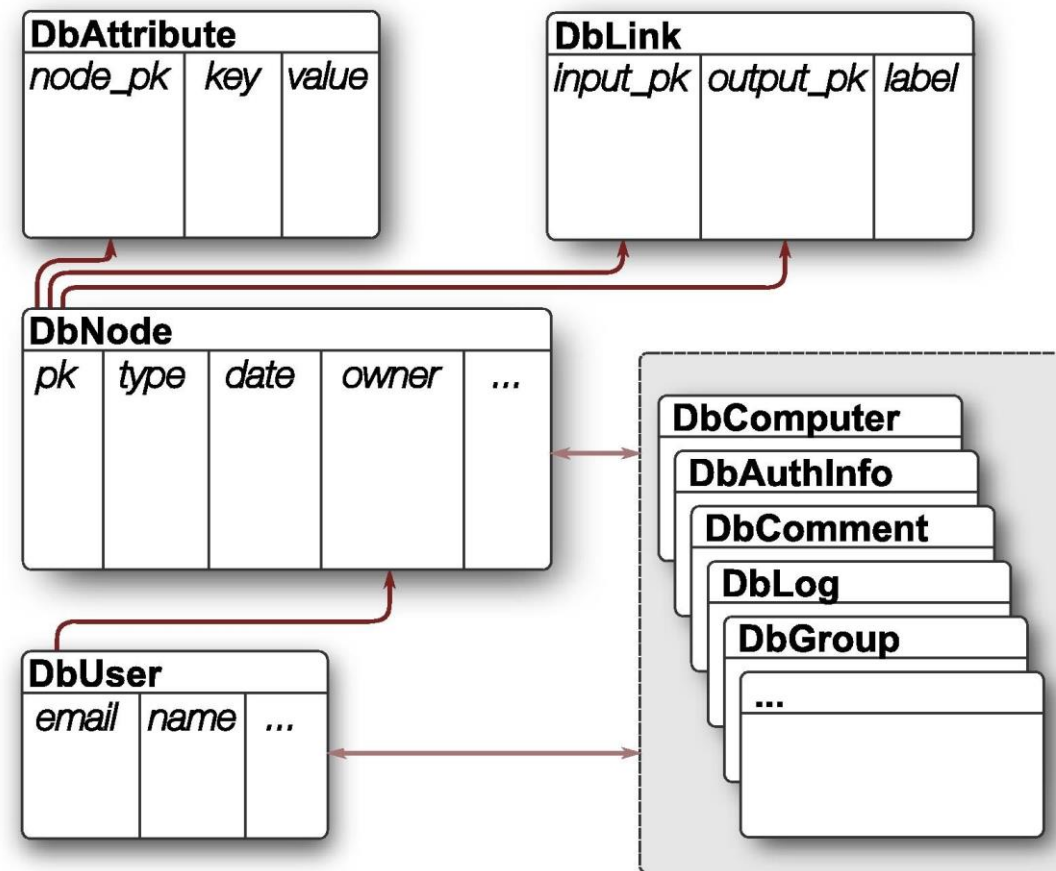 DbAttribute
node_pk key value
DbLink
input_pk output_pk label
DbNode
pk type date owner ...
DbComputer
DbAuthInfo
DbComment
DbLog
DbGroup
...
DbUser
email name ...